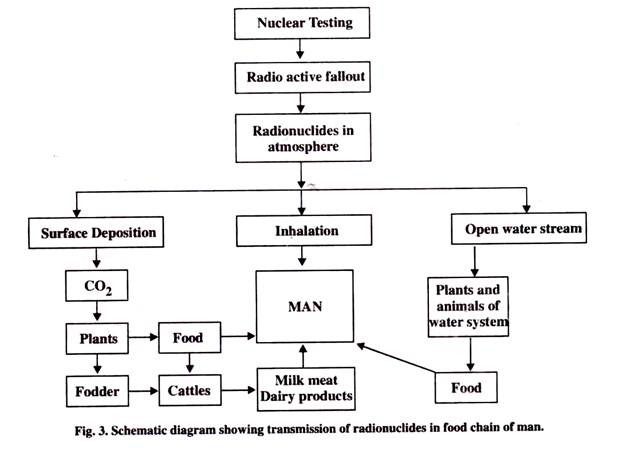 Nuclear Testing
Radio active fallout
Radionuclides in
atmosphere
Surface Deposition
Inhalation
Open water stream
CO₂
MAN
Plants and
animals of
water system
Plants
Food
Fodder
Cattles
Milk meat
Dairy products
Food
Fig. 3. Schematic diagram showing transmission of radionuclides in food chain of man.